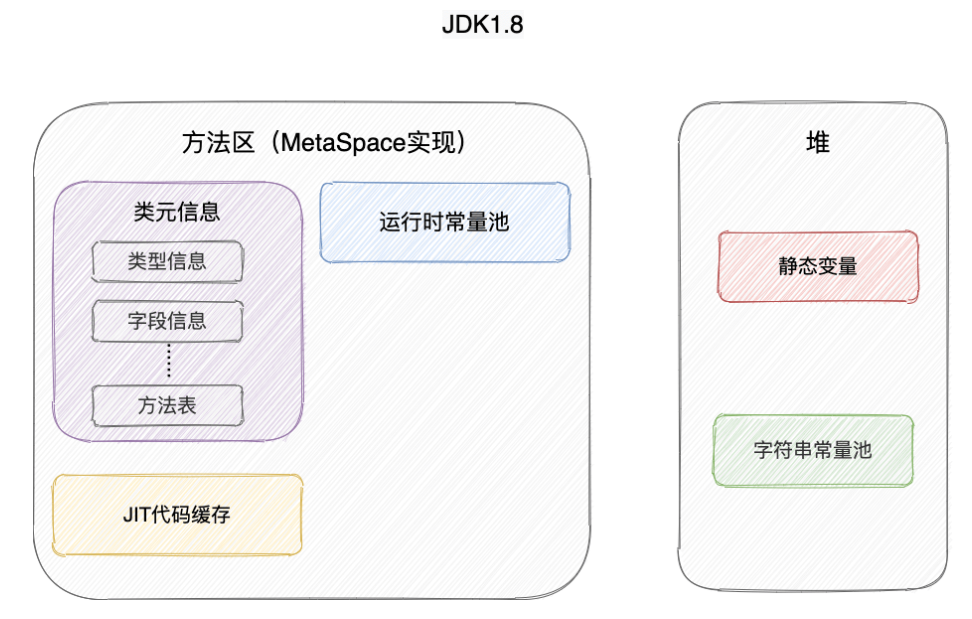 JDK1.8
方法区（MetaSpace实现）
类元信息
类型信息
字段信息
方法表
运行时常量池
JIT代码缓存
堆
静态变量
字符串常量池